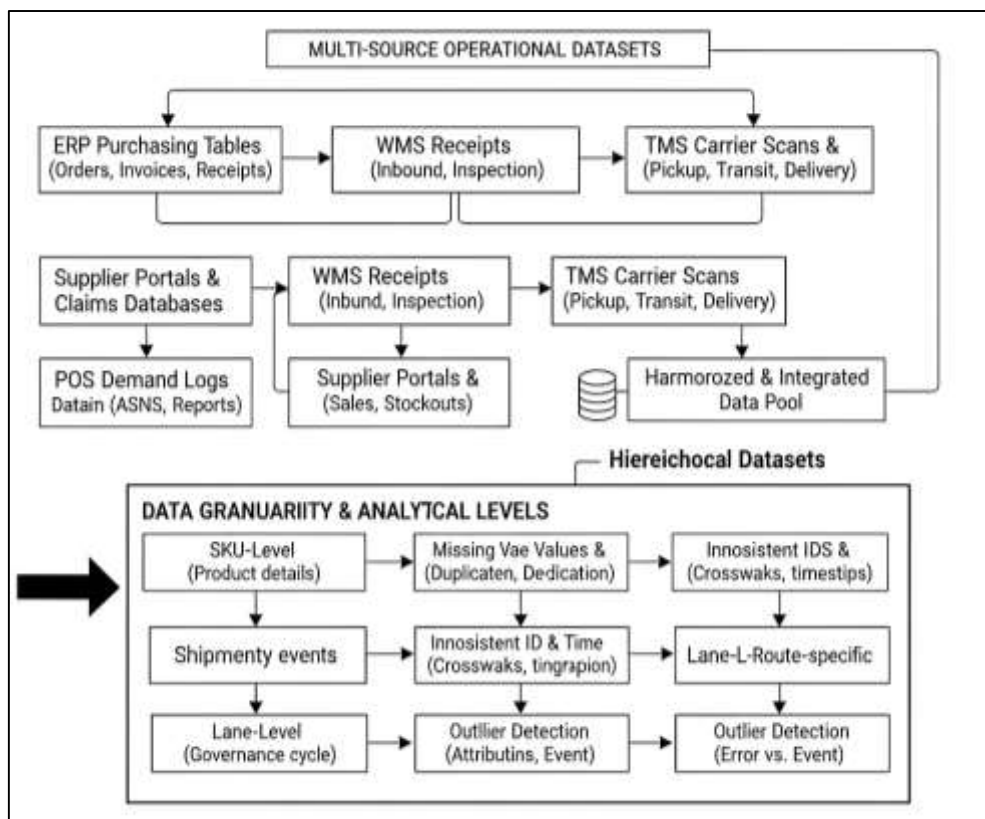 MULTI-SOURCE OPERATIONAL DATASETS
ERP Purchasing Tables
(Orders, Invoices, Receipts)
WMS Receipts
(Inbound, Inspection)
TMS Carrier Scans &
(Pickup, Transit, Delivery)
Supplier Portals &
Claims Databases
WMS Receipts
(Inbund, Inspection)
TMS Carrier Scans
(Pickup, Transit, Delivery)
POS Demand Logs
Datain (ASNS, Reports)
Supplier Portals &
(Sales, Stockouts)
Harmorozed & Integrated
Data Pool
Hiereichocal Datasets
DATA GRANUARIITY & ANALYTCAL LEVELS
SKU-Level
(Product details)
Missing Vae Values &
(Duplicaten, Dedication)
Innosistent IDS &
(Crosswaks, timestips)
Shipmenty events
Innosistent ID & Time
(Crosswaks, tingrapion)
Lane-L-Route-specific
Lane-Level
(Governance cycle)
Outlier Detection
(Attributins, Event)
Outlier Detection
(Error vs. Event)